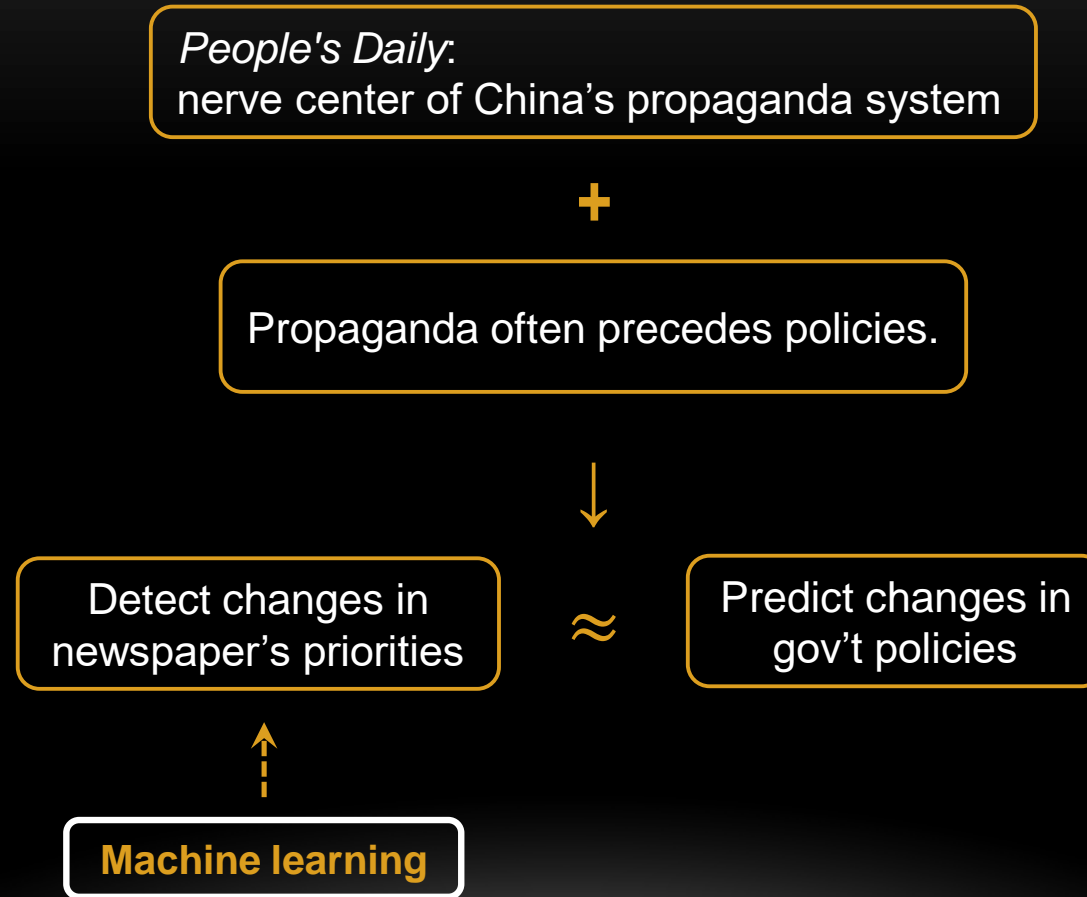 People's Daily:
nerve center of China’s propaganda system
+
Propaganda often precedes policies.
↓
Detect changes in
newspaper’s priorities
≈
Predict changes in
gov’t policies
Machine learning